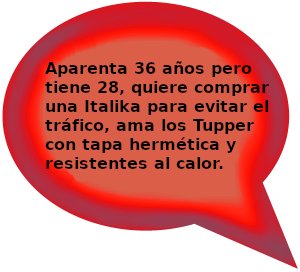 Aparenta 36 años pero
tiene 28, quiere comprar
una Italika para evitar el
tráfico, ama los Tupper
con tapa hermética y
resistentes al calor.